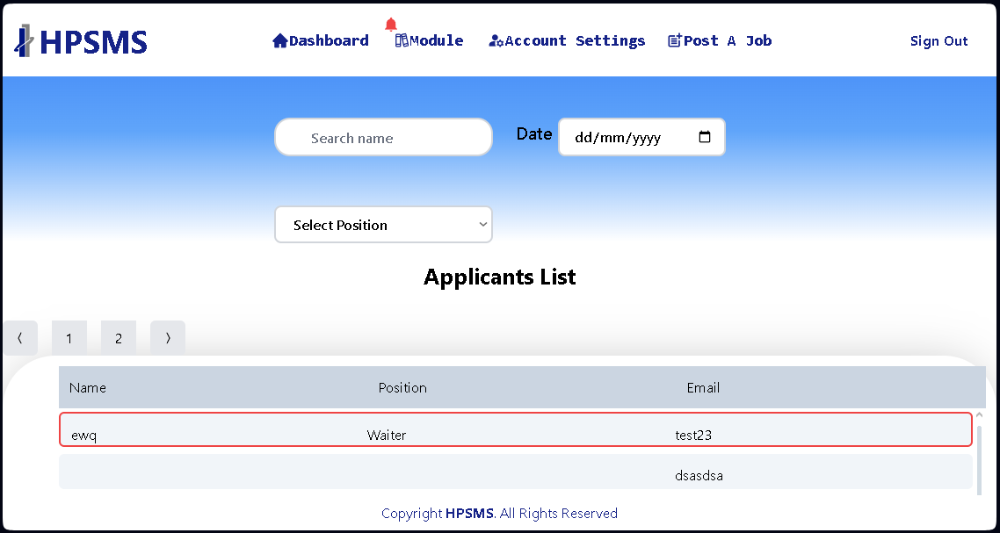 HPSMS Dashboard Module Account Settings Post A Job Sign Out
Search name Date dd/mm/yyyy
Select Position
Applicants List
⟨ 1 2 ⟩
Name Position Email
ewq Waiter test23
dsasdsa
Copyright HPSMS. All Rights Reserved